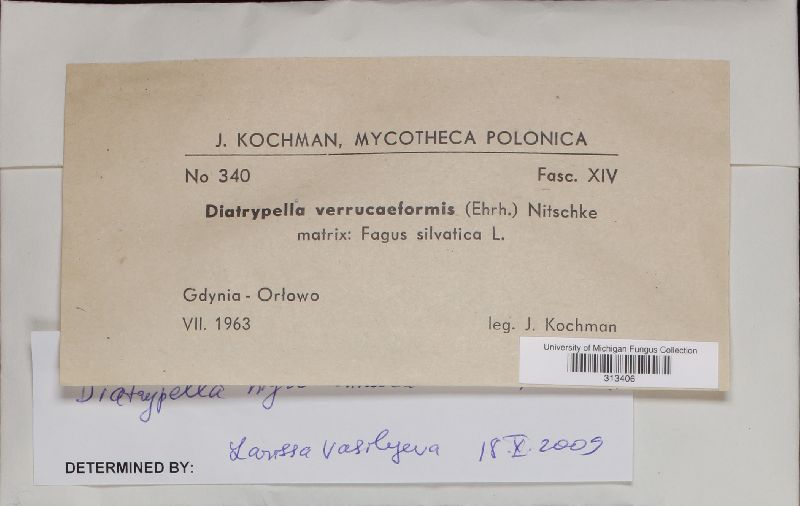 J. KOCHMAN, MYCOTHECA POLONICA
No 340 Fasc. XIV
Diatrypella verrucaeformis (Ehrh.) Nitschke
matrix: Fagus silvatica L.
Gdynia - Orłowo
VII. 1963 leg. J. Kochman
University of Michigan Fungus Collection
313406
Diatrypella
DETERMINED BY: Larissa Vasilyeva 18.X.2009